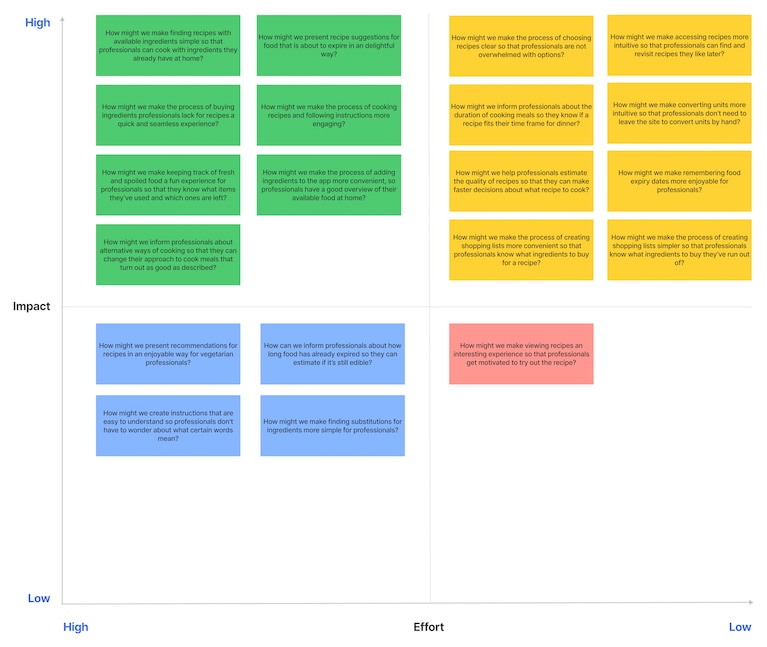 High
How might we make finding recipes with
available ingredients simple so that
professionals can cook with ingredients they
already have at home?
How might we present recipe suggestions for
food that is about to expire in an delightful
way?
How might we make the process of choosing
recipes clear so that professionals are not
overwhelmed with options?
How might we make accessing recipes more
intuitive so that professionals can find and
revisit recipes they like later?
How might we make the process of buying
ingredients professionals lack for recipes
a quick and seamless experience?
How might we make the process of cooking
recipes and following instructions more
engaging?
How might we inform professionals about the
duration of cooking meals so they know if a
recipe fits their time frame for dinner?
How might we make converting units more
intuitive so that professionals don't need to
leave the site to convert units by hand?
How might we make keeping track of fresh
and spoiled food a fun experience for
professionals so that they know what items
they've used and which ones are left?
How might we make the process of adding
ingredients to the app more convenient, so
professionals have a good overview of their
available food at home?
How might we help professionals estimate
the quality of recipes so that they can make
faster decisions about what recipe to cook?
How might we make remembering food
expiry dates more enjoyable for
professionals?
How might we inform professionals about
alternative ways of cooking so that they can
change their approach to cook meals that
turn out as good as described?
How might we make the process of creating
shopping lists more convenient so that
professionals know what ingredients to buy
for a recipe?
How might we make the process of creating
shopping lists simpler so that professionals
know what ingredients to buy they've run out
of?
Impact
How might we present recommendations for
recipes in an enjoyable way for vegetarian
professionals?
How can we inform professionals about how
long food has already expired so they can
estimate if it's still edible?
How might we make viewing recipes an
interesting experience so that professionals
get motivated to try out the recipe?
How might we create instructions that are
easy to understand so professionals don't
have to wonder about what certain words
mean?
How might we make finding substitutions for
ingredients more simple for professionals?
Low
High
Effort
Low